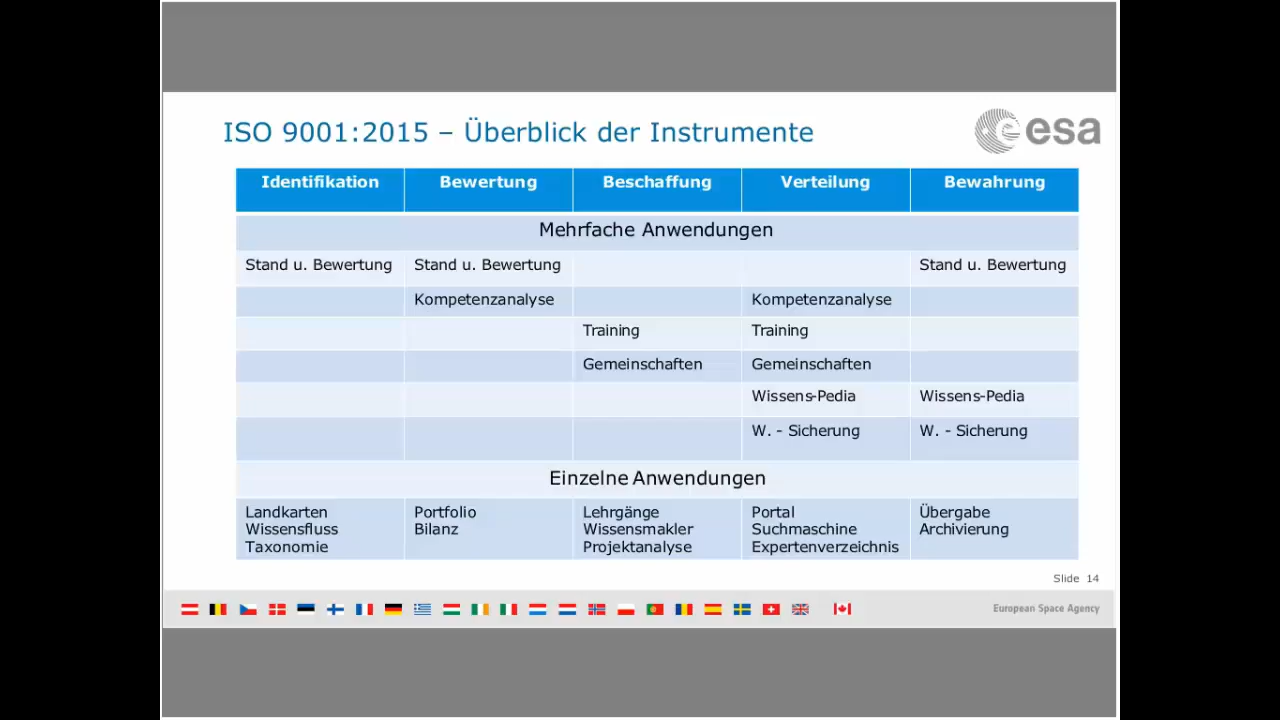 ISO 9001:2015 – Überblick der Instrumente
esa
Identifikation Bewertung Beschaffung Verteilung Bewahrung
Mehrfache Anwendungen
Stand u. Bewertung Stand u. Bewertung Stand u. Bewertung
Kompetenzanalyse Kompetenzanalyse
Training Training
Gemeinschaften Gemeinschaften
Wissens-Pedia Wissens-Pedia
W. - Sicherung W. - Sicherung
Einzelne Anwendungen
Landkarten Portfolio Lehrgänge Portal Übergabe
Wissensfluss Bilanz Wissensmakler Suchmaschine Archivierung
Taxonomie Projektanalyse Expertenverzeichnis
Slide 14
European Space Agency